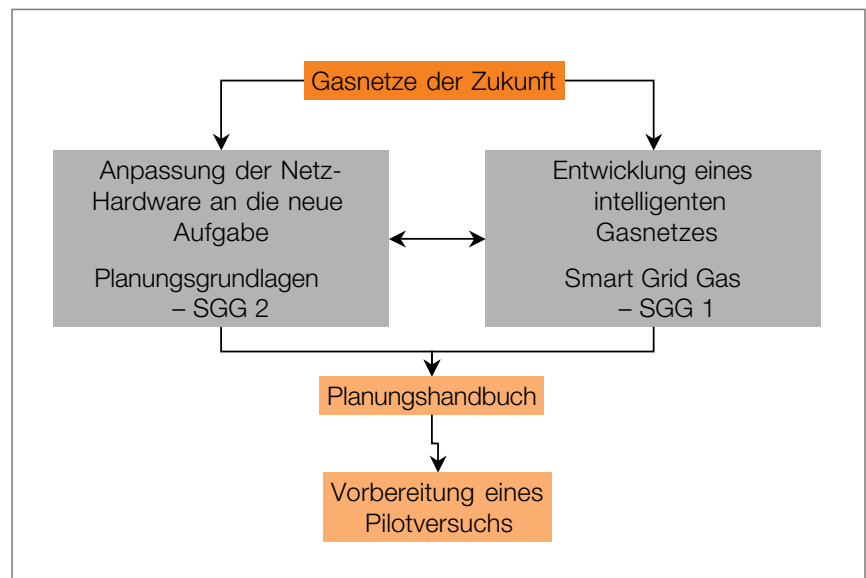 Gasnetze der Zukunft
Anpassung der Netz-
Hardware an die neue
Aufgabe
Planungsgrundlagen
– SGG 2
Entwicklung eines
intelligenten
Gasnetzes
Smart Grid Gas
– SGG 1
Planungshandbuch
Vorbereitung eines
Pilotversuchs